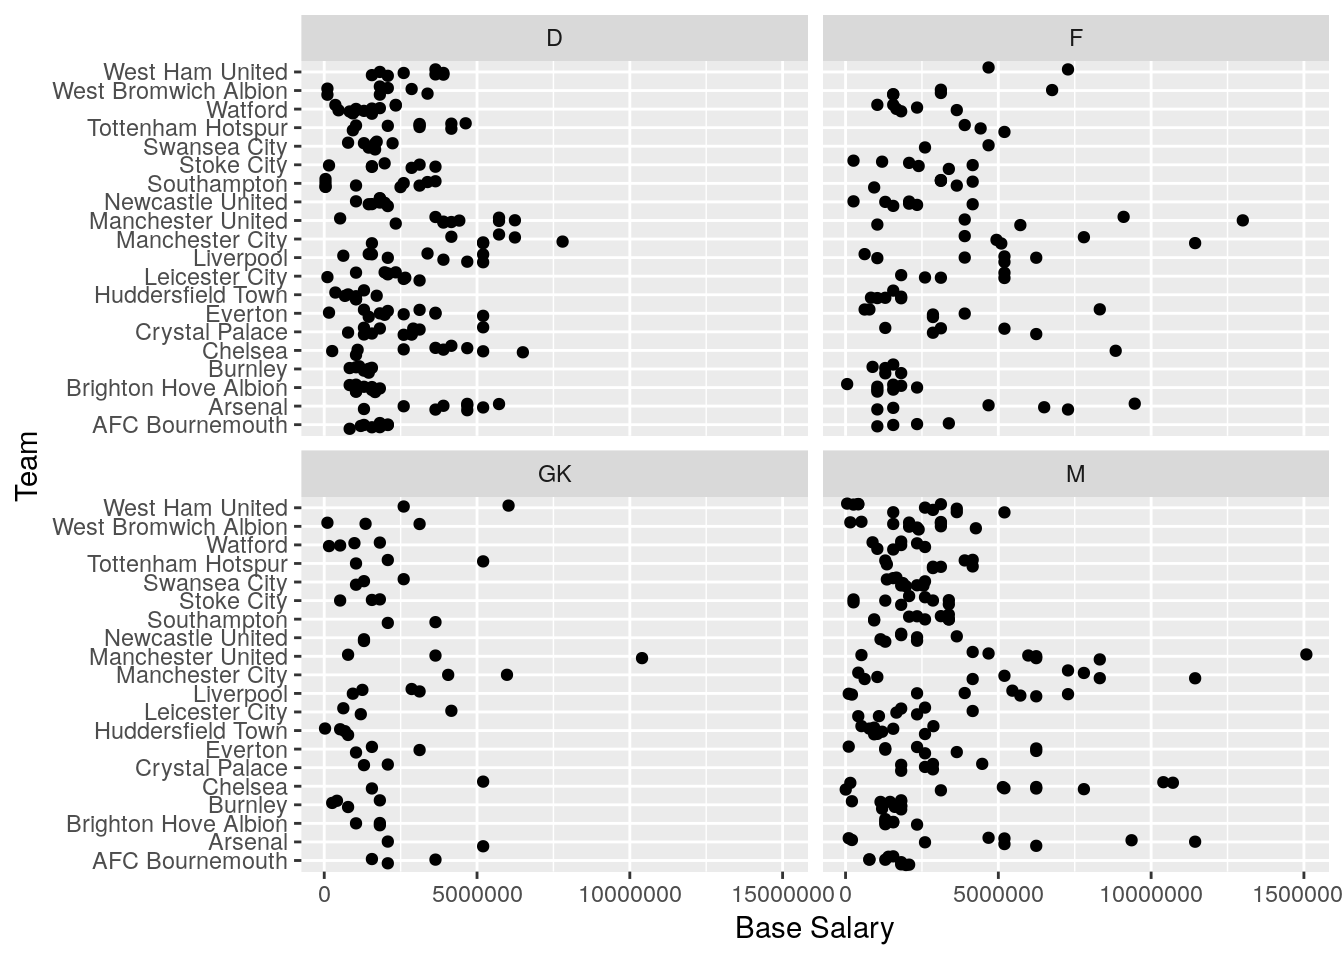 D
F
West Ham United
West Bromwich Albion
Watford
Tottenham Hotspur
Swansea City
Stoke City
Southampton
Newcastle United
Manchester United
Manchester City
Liverpool
Leicester City
Huddersfield Town
Everton
Crystal Palace
Chelsea
Burnley
Brighton Hove Albion
Arsenal
AFC Bournemouth
Team
GK
M
West Ham United
West Bromwich Albion
Watford
Tottenham Hotspur
Swansea City
Stoke City
Southampton
Newcastle United
Manchester United
Manchester City
Liverpool
Leicester City
Huddersfield Town
Everton
Crystal Palace
Chelsea
Burnley
Brighton Hove Albion
Arsenal
AFC Bournemouth
0 5000000 10000000 15000000 0 5000000 10000000 1500000
Base Salary